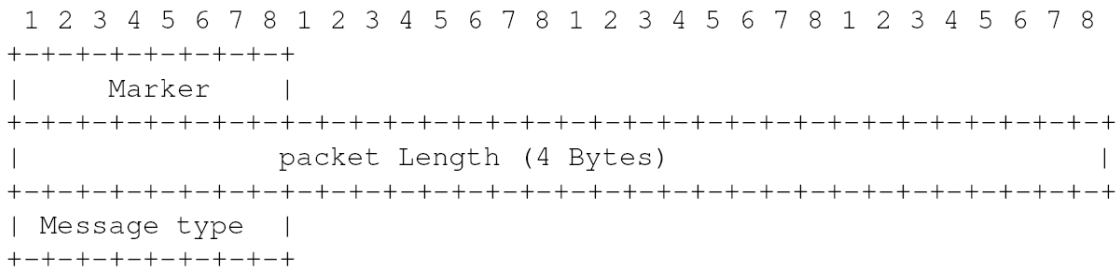 1 2 3 4 5 6 7 8 1 2 3 4 5 6 7 8 1 2 3 4 5 6 7 8 1 2 3 4 5 6 7 8
+-+-+-+-+-+-+-+-+
|     Marker    |
+-+-+-+-+-+-+-+-+-+-+-+-+-+-+-+-+-+-+-+-+-+-+-+-+-+-+-+-+-+-+-+-+
|               packet Length (4 Bytes)                         |
+-+-+-+-+-+-+-+-+-+-+-+-+-+-+-+-+-+-+-+-+-+-+-+-+-+-+-+-+-+-+-+-+
| Message type  |
+-+-+-+-+-+-+-+-+